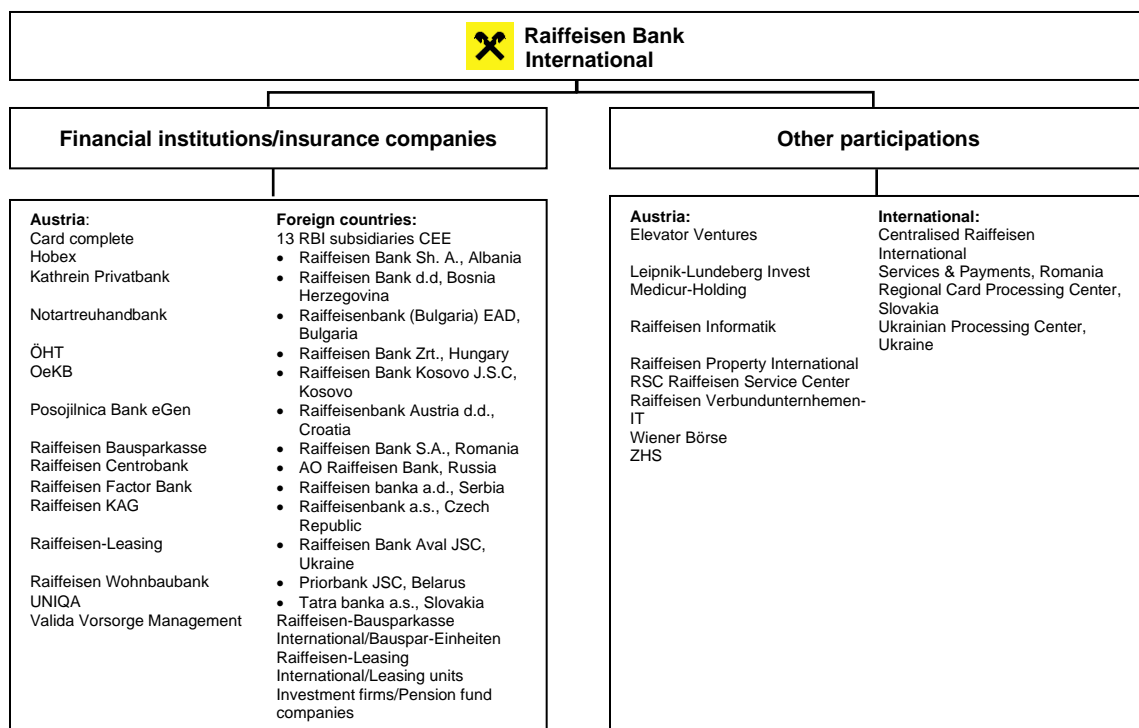 Raiffeisen Bank
International
Financial institutions/insurance companies
Other participations
Austria:
Card complete
Hobex
Kathrein Privatbank
Notartreuhandbank
ÖHT
OeKB
Posojilnica Bank eGen
Raiffeisen Bausparkasse
Raiffeisen Centrobank
Raiffeisen Factor Bank
Raiffeisen KAG
Raiffeisen-Leasing
Raiffeisen Wohnbaubank
UNIQA
Valida Vorsorge Management
Foreign countries:
13 RBI subsidiaries CEE
• Raiffeisen Bank Sh. A., Albania
• Raiffeisen Bank d.d, Bosnia
Herzegovina
• Raiffeisenbank (Bulgaria) EAD,
Bulgaria
• Raiffeisen Bank Zrt., Hungary
• Raiffeisen Bank Kosovo J.S.C,
Kosovo
• Raiffeisenbank Austria d.d.,
Croatia
• Raiffeisen Bank S.A., Romania
• AO Raiffeisen Bank, Russia
• Raiffeisen banka a.d., Serbia
• Raiffeisenbank a.s., Czech
Republic
• Raiffeisen Bank Aval JSC,
Ukraine
• Priorbank JSC, Belarus
• Tatra banka a.s., Slovakia
Raiffeisen-Bausparkasse
International/Bauspar-Einheiten
Raiffeisen-Leasing
International/Leasing units
Investment firms/Pension fund
companies
Austria:
Elevator Ventures
Leipnik-Lundeberg Invest
Medicur-Holding
Raiffeisen Informatik
Raiffeisen Property International
RSC Raiffeisen Service Center
Raiffeisen Verbundunternhemen-
IT
Wiener Börse
ZHS
International:
Centralised Raiffeisen
International
Services & Payments, Romania
Regional Card Processing Center,
Slovakia
Ukrainian Processing Center,
Ukraine